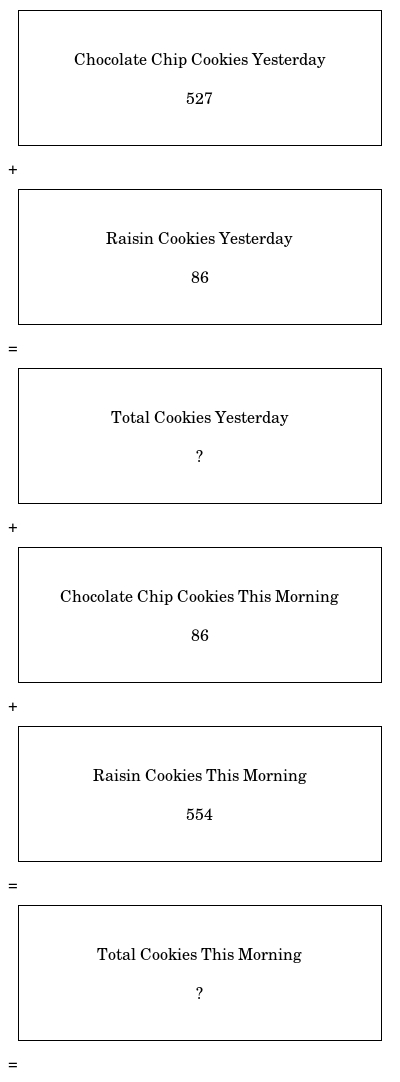 Chocolate Chip Cookies Yesterday
527
+
Raisin Cookies Yesterday
86
=
Total Cookies Yesterday
?
+
Chocolate Chip Cookies This Morning
86
+
Raisin Cookies This Morning
554
=
Total Cookies This Morning
?
=